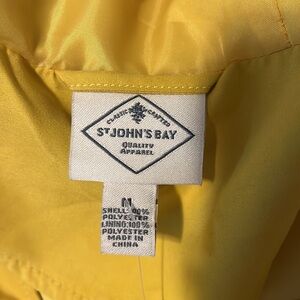 CLASSIC CRAFTED
ST JOHN'S BAY
QUALITY
APPAREL
M
SHELL: 100%
POLYESTER
LINING: 100%
POLYESTER
MADE IN
CHINA